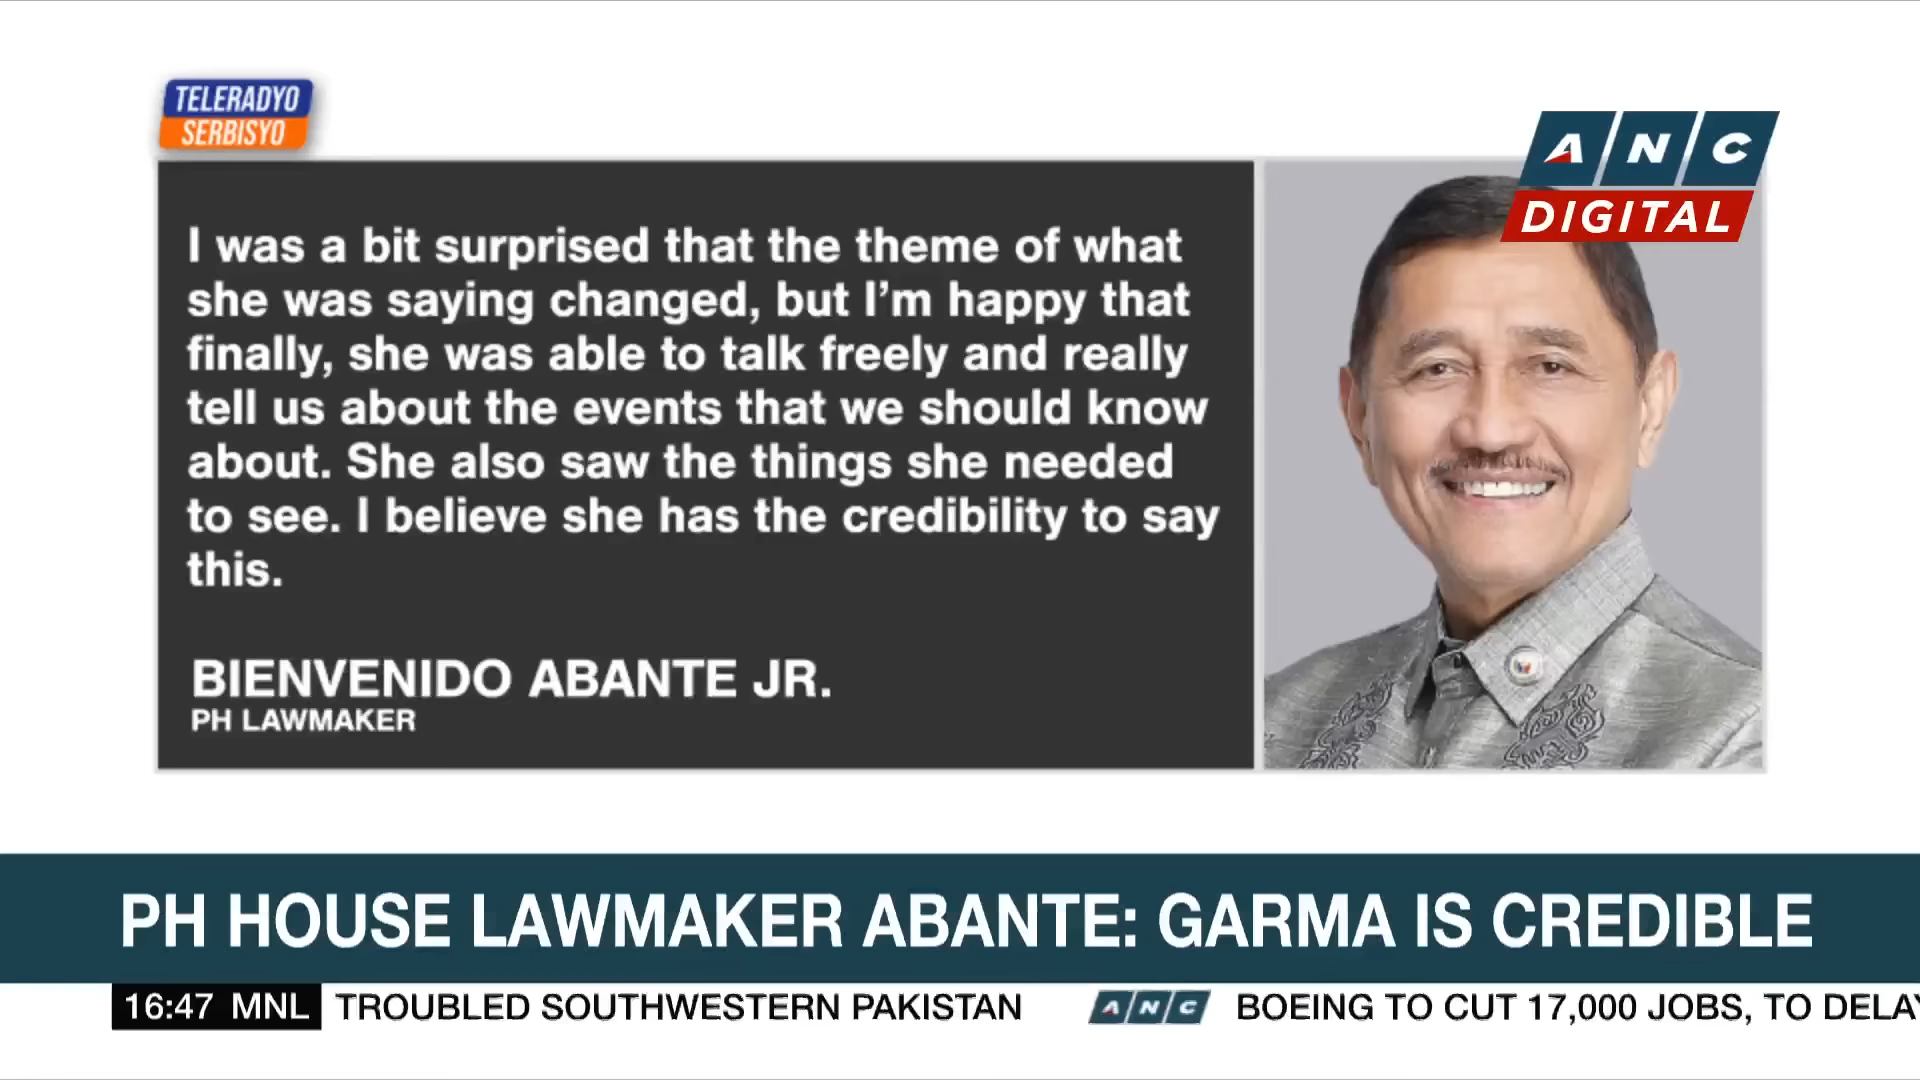 TELERADYO
SERBISYO
ANC
DIGITAL
I was a bit surprised that the theme of what
she was saying changed, but I’m happy that
finally, she was able to talk freely and really
tell us about the events that we should know
about. She also saw the things she needed
to see. I believe she has the credibility to say
this.
BIENVENIDO ABANTE JR.
PH LAWMAKER
PH HOUSE LAWMAKER ABANTE: GARMA IS CREDIBLE
16:47 MNL TROUBLED SOUTHWESTERN PAKISTAN ANC BOEING TO CUT 17,000 JOBS, TO DELAY